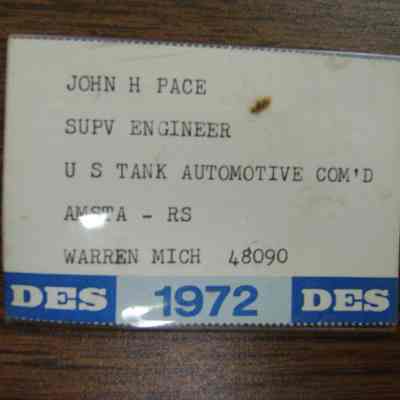 JOHN H PACE
SUPV ENGINEER
U S TANK AUTOMOTIVE COM'D
AMSTA - RS
WARREN MICH 48090
DES 1972 DES